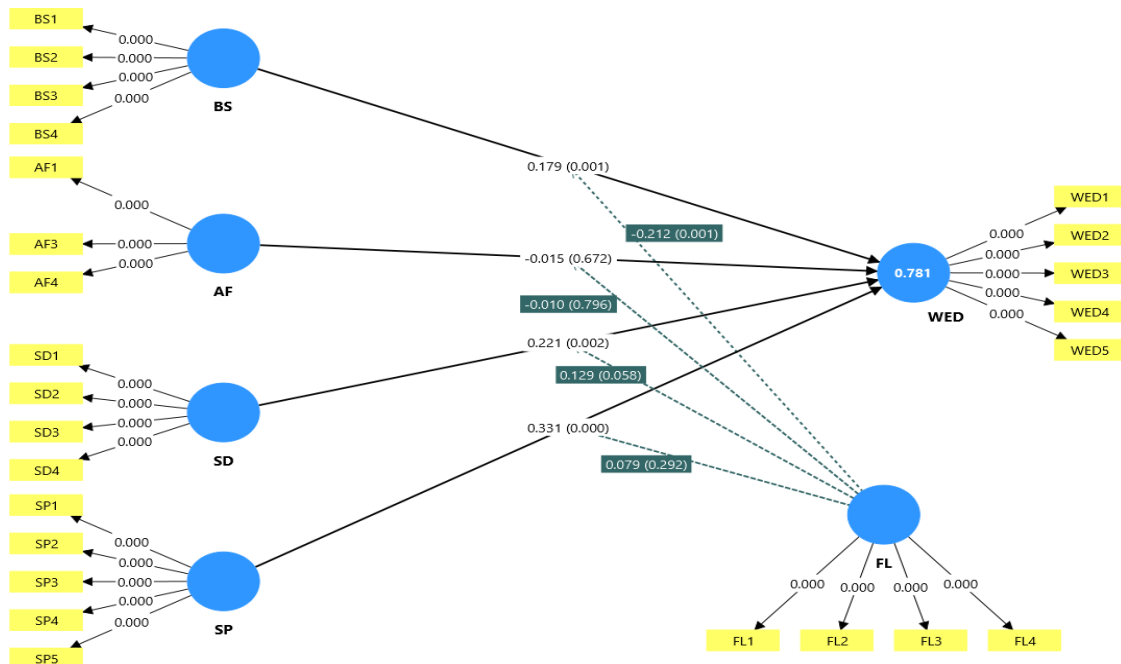 BS1
BS2
BS3
BS4
0.000
0.000
0.000
0.000
BS
AF1
AF3
AF4
0.000
0.000
0.000
AF
SD1
SD2
SD3
SD4
0.000
0.000
0.000
0.000
SD
SP1
SP2
SP3
SP4
SP5
0.000
0.000
0.000
0.000
0.000
SP
0.179 (0.001)
-0.212 (0.001)
-0.015 (0.672)
-0.010 (0.796)
0.221 (0.002)
0.129 (0.058)
0.331 (0.000)
0.079 (0.292)
0.781
WED
0.000
0.000
0.000
0.000
0.000
WED1
WED2
WED3
WED4
WED5
FL
0.000
0.000
0.000
0.000
FL1
FL2
FL3
FL4